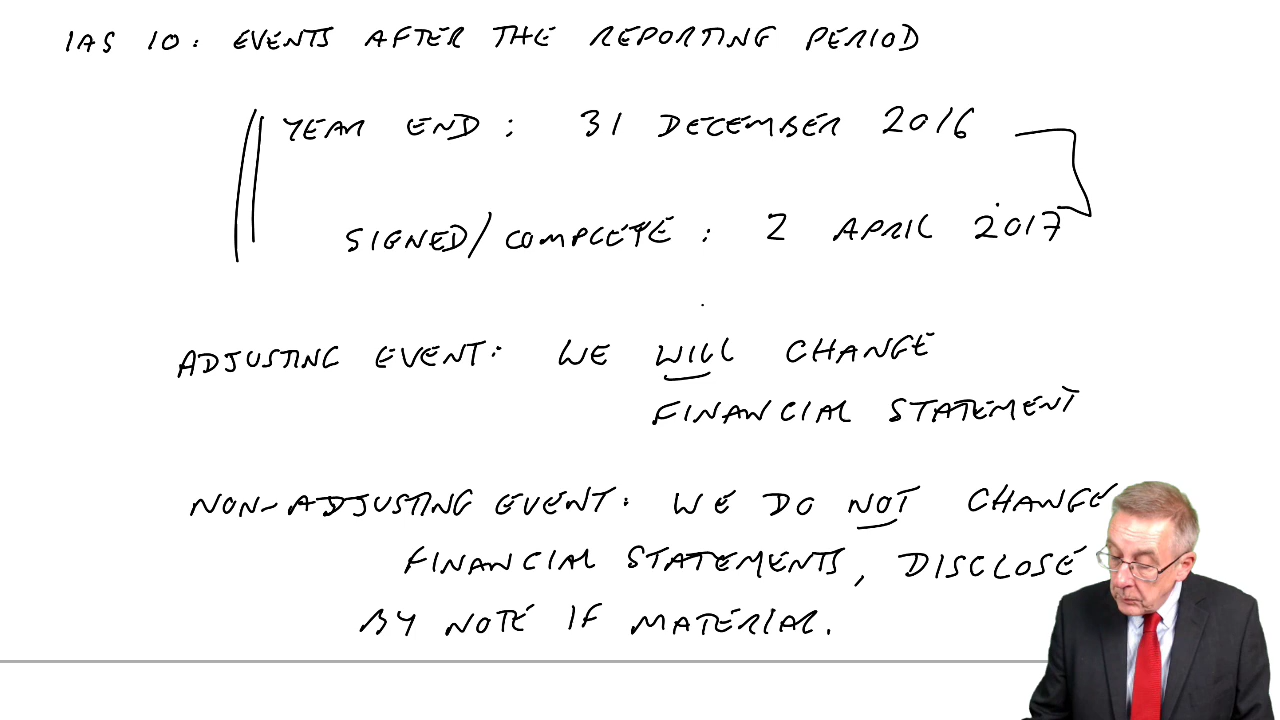 IAS 10: EVENTS AFTER THE REPORTING PERIOD
YEAR END: 31 DECEMBER 2016
SIGNED/COMPLETE: 2 APRIL 2017
ADJUSTING EVENT: WE WILL CHANGE
FINANCIAL STATEMENT
NON-ADJUSTING EVENT: WE DO NOT CHANGE
FINANCIAL STATEMENTS, DISCLOSE
BY NOTE IF MATERIAL.